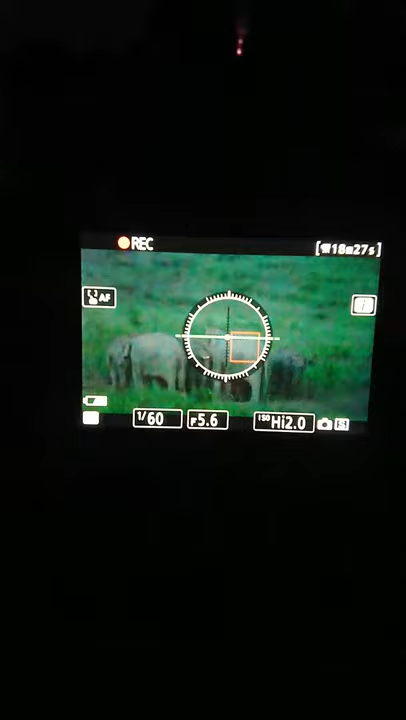 REC
[18m27s]
AF
i
1/60
F5.6
ISO Hi2.0